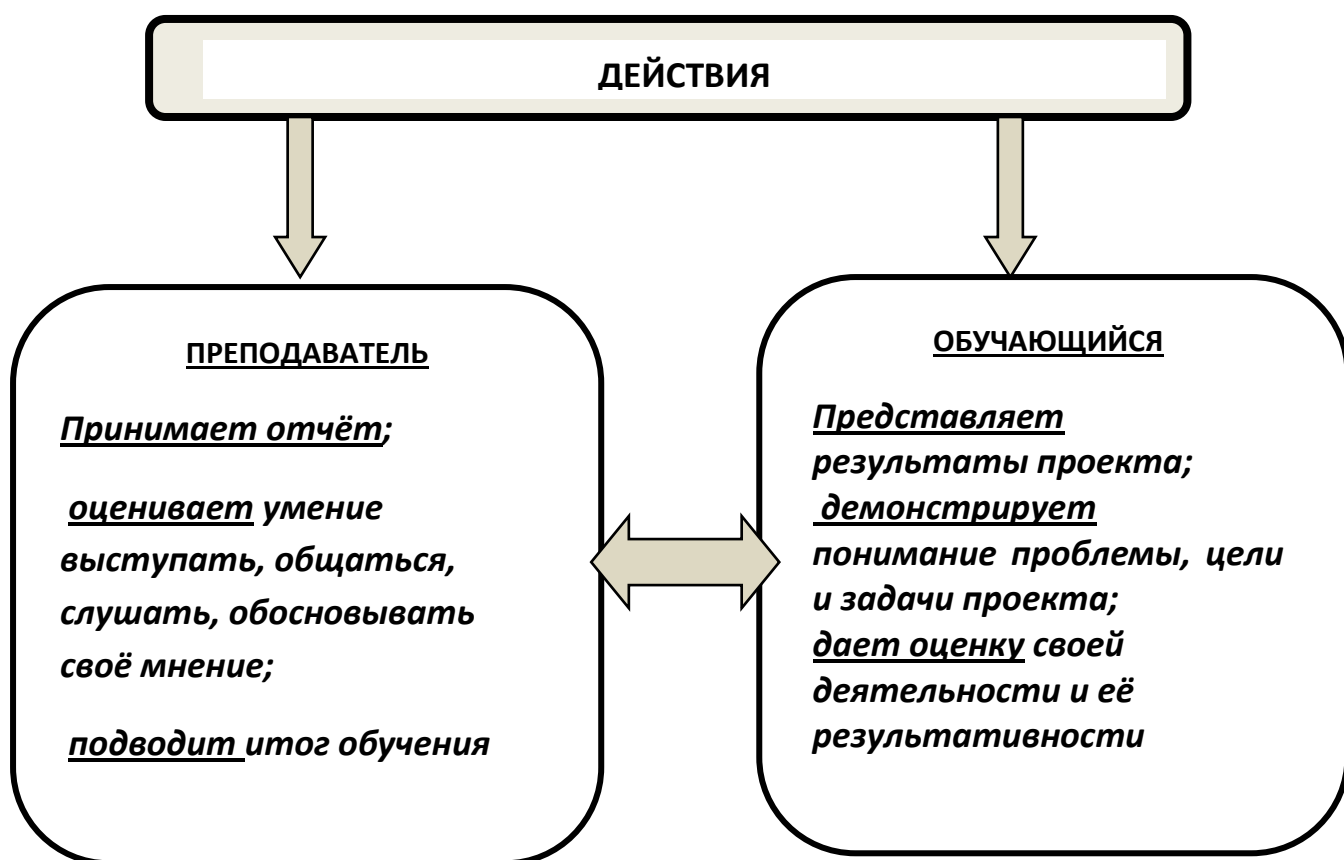 ДЕЙСТВИЯ
ПРЕПОДАВАТЕЛЬ
Принимает отчёт;
оценивает умение
выступать, общаться,
слушать, обосновывать
своё мнение;
подводит итог обучения
ОБУЧАЮЩИЙСЯ
Представляет
результаты проекта;
демонстрирует
понимание проблемы, цели
и задачи проекта;
дает оценку своей
деятельности и её
результативности